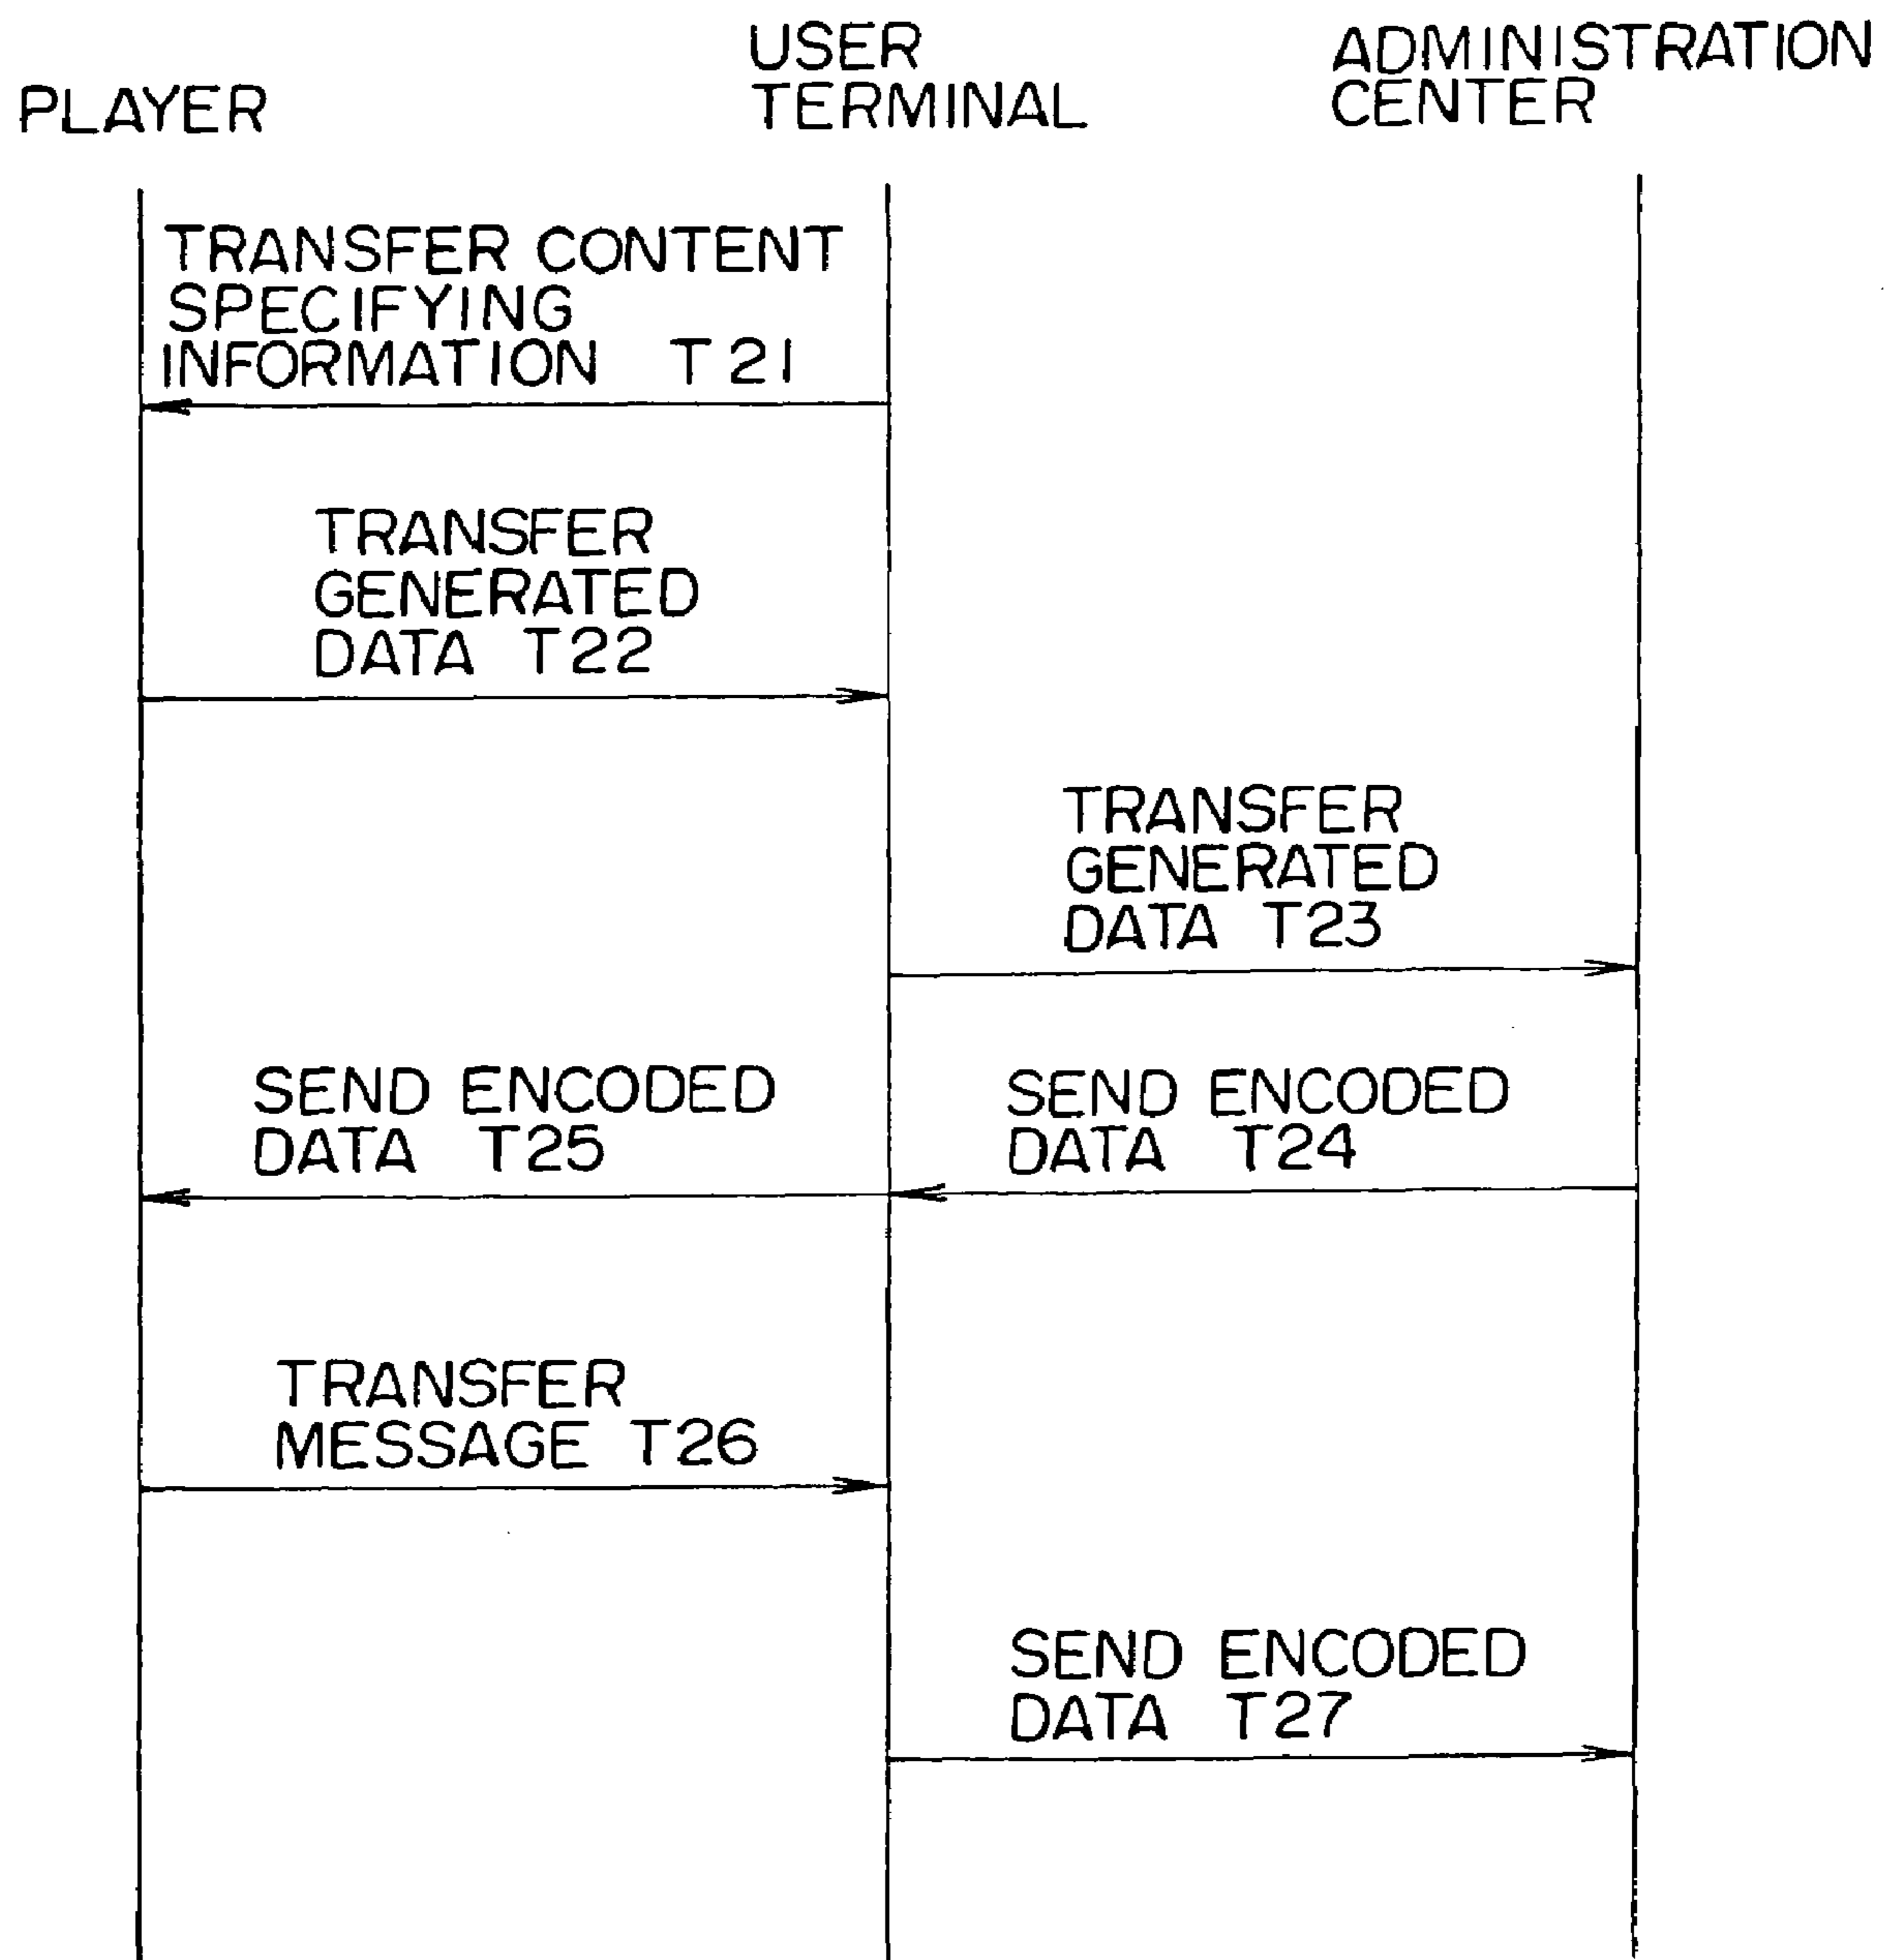 PLAYER
USER
TERMINAL
ADMINISTRATION
CENTER
TRANSFER CONTENT
SPECIFYING
INFORMATION T21
TRANSFER
GENERATED
DATA T22
TRANSFER
GENERATED
DATA T23
SEND ENCODED
DATA T25
SEND ENCODED
DATA T24
TRANSFER
MESSAGE T26
SEND ENCODED
DATA T27